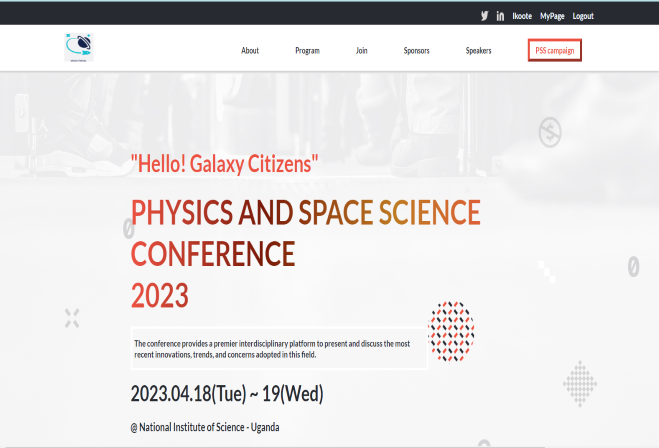 Ikoote MyPage Logout
About Program Join Sponsors Speakers PSS campaign
"Hello! Galaxy Citizens"
PHYSICS AND SPACE SCIENCE
CONFERENCE
2023
The conference provides a premier interdisciplinary platform to present and discuss the most
recent innovations, trends, and concerns adopted in this field.
2023.04.18(Tue) ~ 19(Wed)
@ National Institute of Science - Uganda